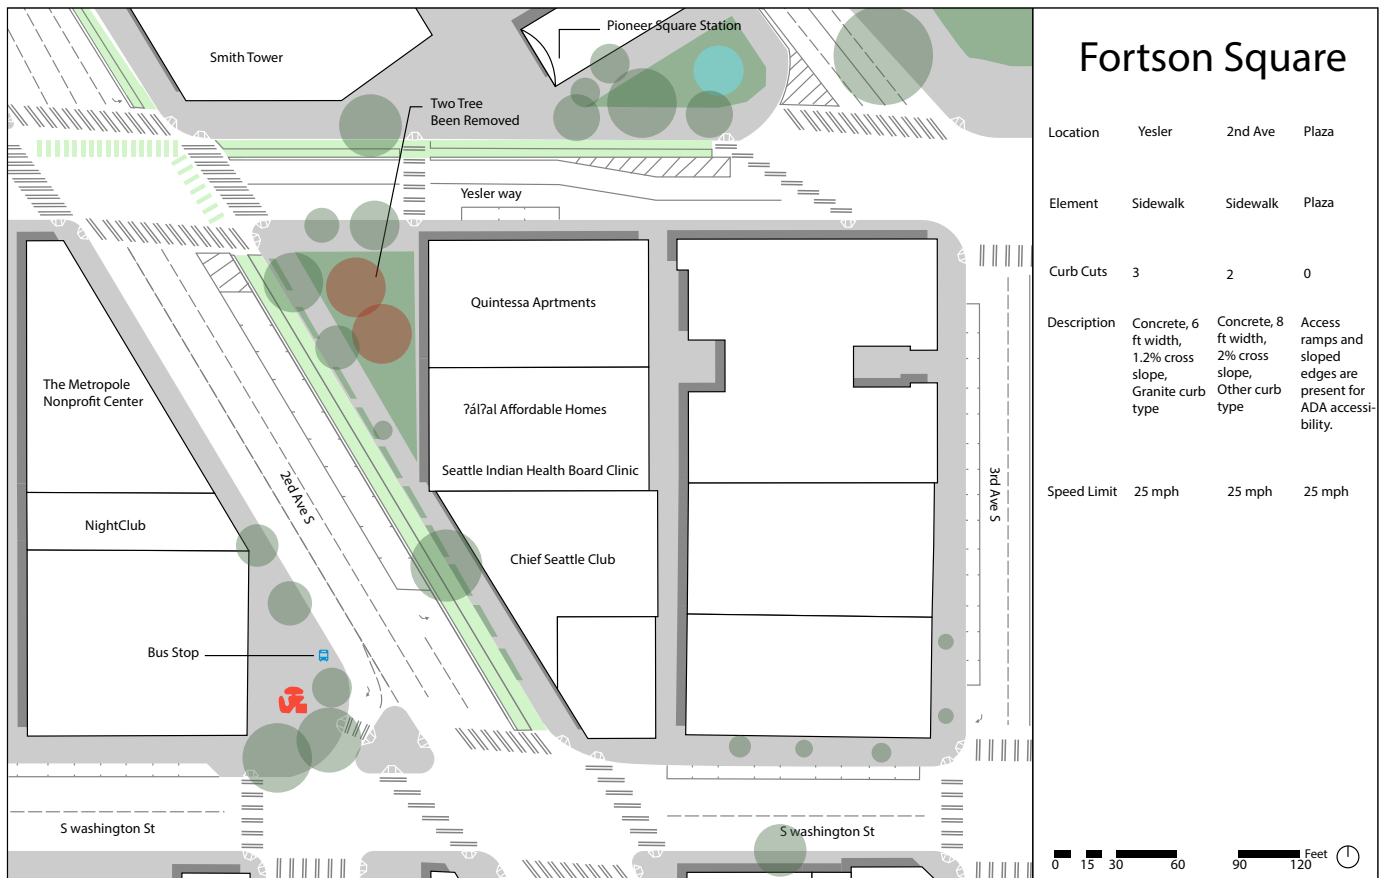 Pioneer Square Station
Smith Tower
Two Tree
Been Removed
Yesler way
Quintessa Aprtments
The Metropole
Nonprofit Center
?ál?al Affordable Homes
Seattle Indian Health Board Clinic
2ed Ave S
3rd Ave S
NightClub
Chief Seattle Club
Bus Stop
S washington St
S washington St
Fortson Square
Location Yesler 2nd Ave Plaza
Element Sidewalk Sidewalk Plaza
Curb Cuts 3 2 0
Description
Concrete, 6
ft width,
1.2% cross
slope,
Granite curb
type
Concrete, 8
ft width,
2% cross
slope,
Other curb
type
Access
ramps and
sloped
edges are
present for
ADA accessi-
bility.
Speed Limit 25 mph 25 mph 25 mph
0 15 30 60 90 120 Feet